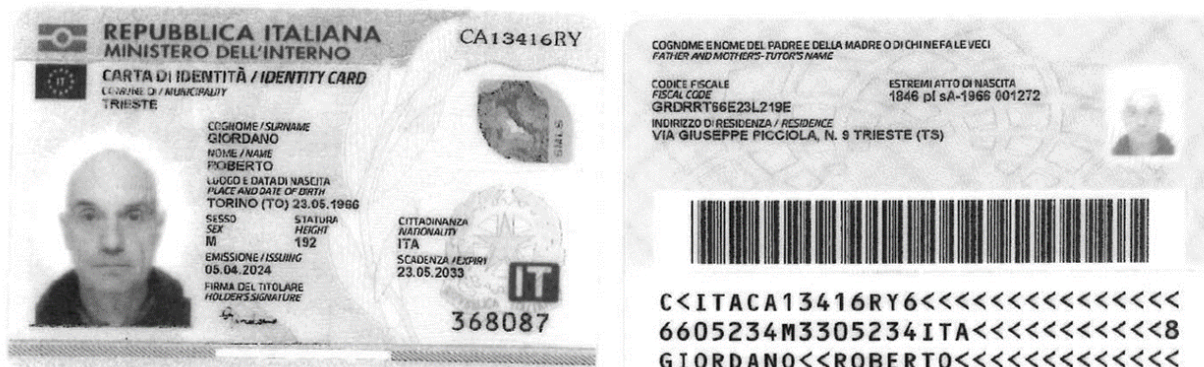 REPUBBLICA ITALIANA
MINISTERO DELL'INTERNO
CA13416RY
CARTA DI IDENTITÀ / IDENTITY CARD
COMUNE DI / MUNICIPALITY
TRIESTE
COGNOME / SURNAME
GIORDANO
NOME / NAME
ROBERTO
LUOGO E DATA DI NASCITA
PLACE AND DATE OF BIRTH
TORINO (TO) 23.05.1966
SESSO
SEX
M
STATURA
HEIGHT
192
CITTADINANZA
NATIONALITY
ITA
EMISSIONE / ISSUING
05.04.2024
SCADENZA / EXPIRY
23.05.2033
FIRMA DEL TITOLARE
HOLDER'S SIGNATURE
IT
368087
COGNOME E NOME DEL PADRE E DELLA MADRE O DI CHI NE FA LE VECI
FATHER AND MOTHER'S-TUTOR'S NAME
CODICE FISCALE
FISCAL CODE
GRDRRT66E23L219E
ESTREMI ATTO DI NASCITA
1846 pI sA-1966 001272
INDIRIZZO DI RESIDENZA / RESIDENCE
VIA GIUSEPPE PICCIOLA, N. 9 TRIESTE (TS)
C<ITACA13416RY6<<<<<<<<<<<<<<<
6605234M3305234ITA<<<<<<<<<<<8
GIORDANO<<ROBERTO<<<<<<<<<<<<<